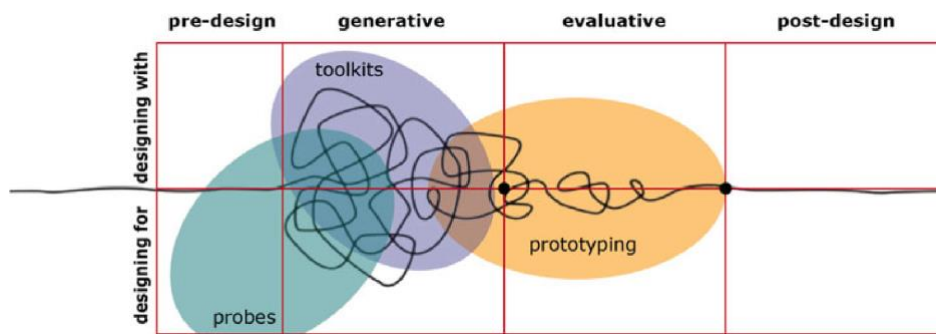 pre-design generative evaluative post-design
designing with
toolkits
designing for
prototyping
probes